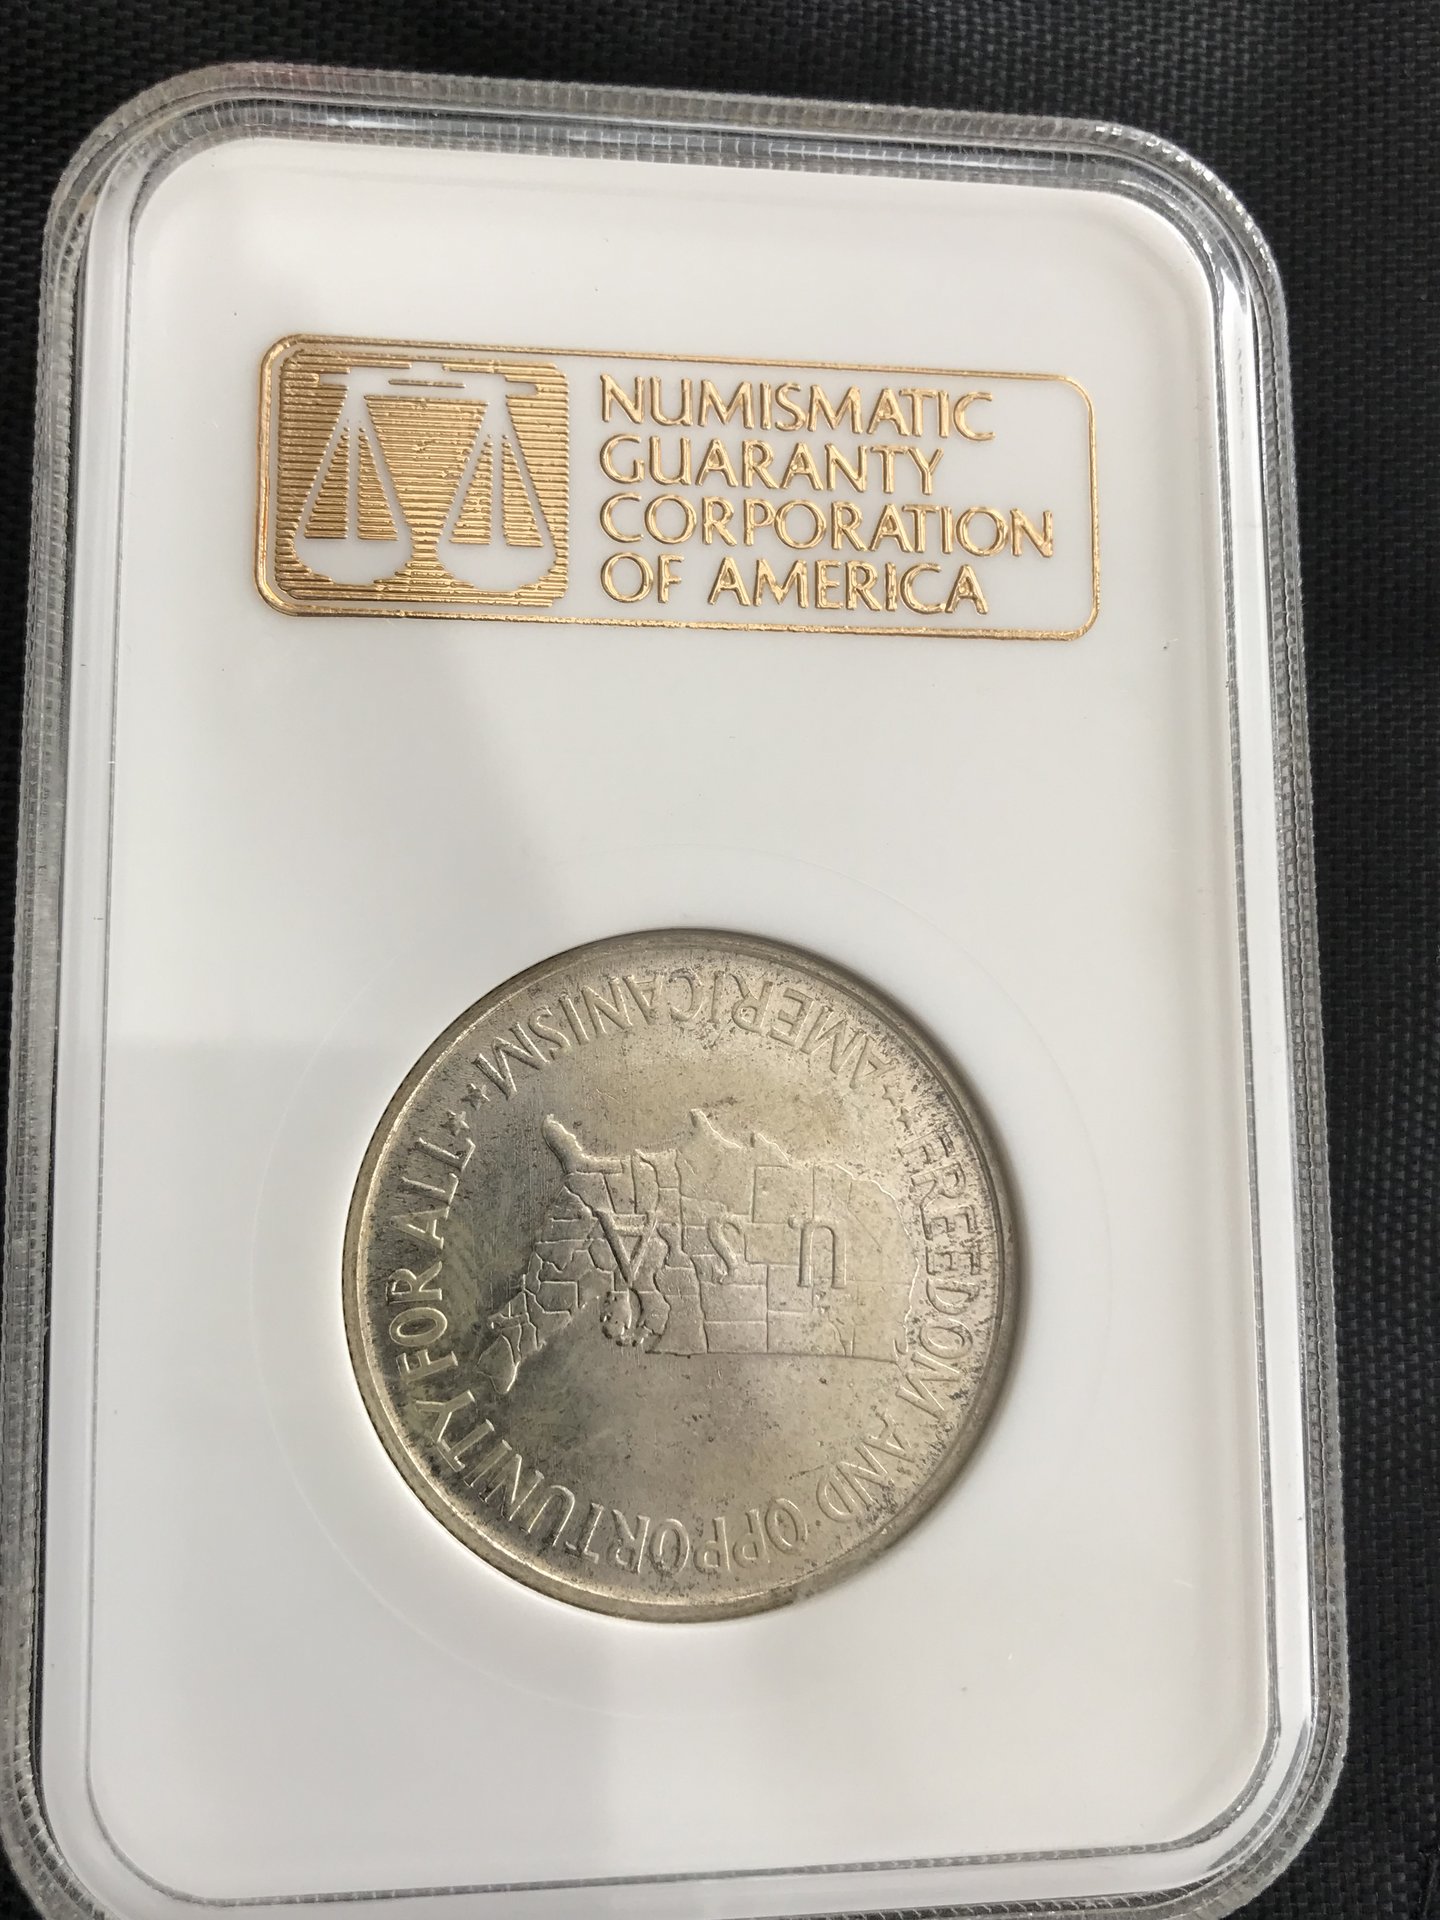 NUMISMATIC
GUARANTY
CORPORATION
OF AMERICA
FREEDOM AND OPPORTUNITY FOR ALL
AMERICANISM
U S A